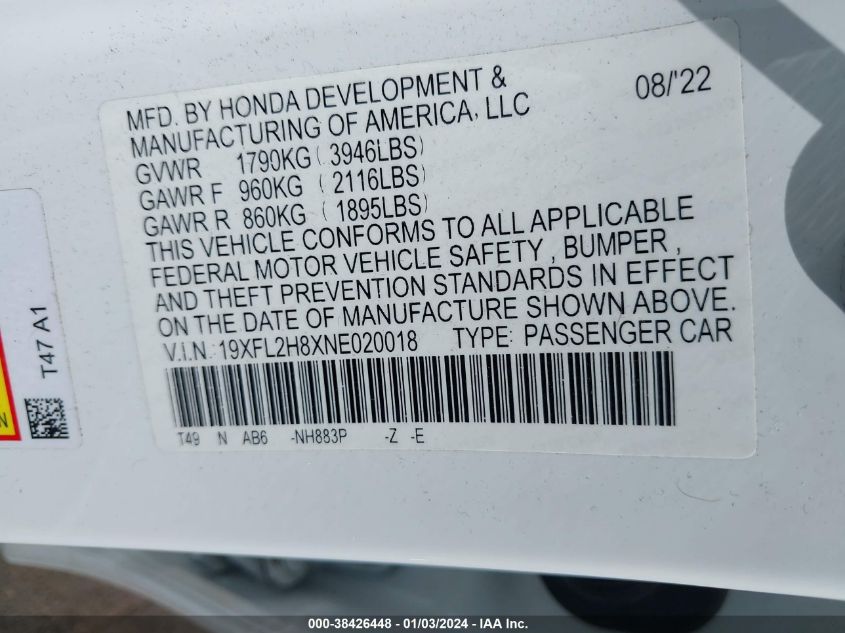 MFD. BY HONDA DEVELOPMENT & 08/'22
MANUFACTURING OF AMERICA, LLC
GVWR 1790KG ( 3946LBS)
GAWR F 960KG ( 2116LBS)
GAWR R 860KG ( 1895LBS)
THIS VEHICLE CONFORMS TO ALL APPLICABLE
FEDERAL MOTOR VEHICLE SAFETY , BUMPER ,
AND THEFT PREVENTION STANDARDS IN EFFECT
ON THE DATE OF MANUFACTURE SHOWN ABOVE.
V.I.N: 19XFL2H8XNE020018 TYPE: PASSENGER CAR
T49 N AB6 -NH883P -Z -E
T47 A1
000-38426448 - 01/03/2024 - IAA Inc.